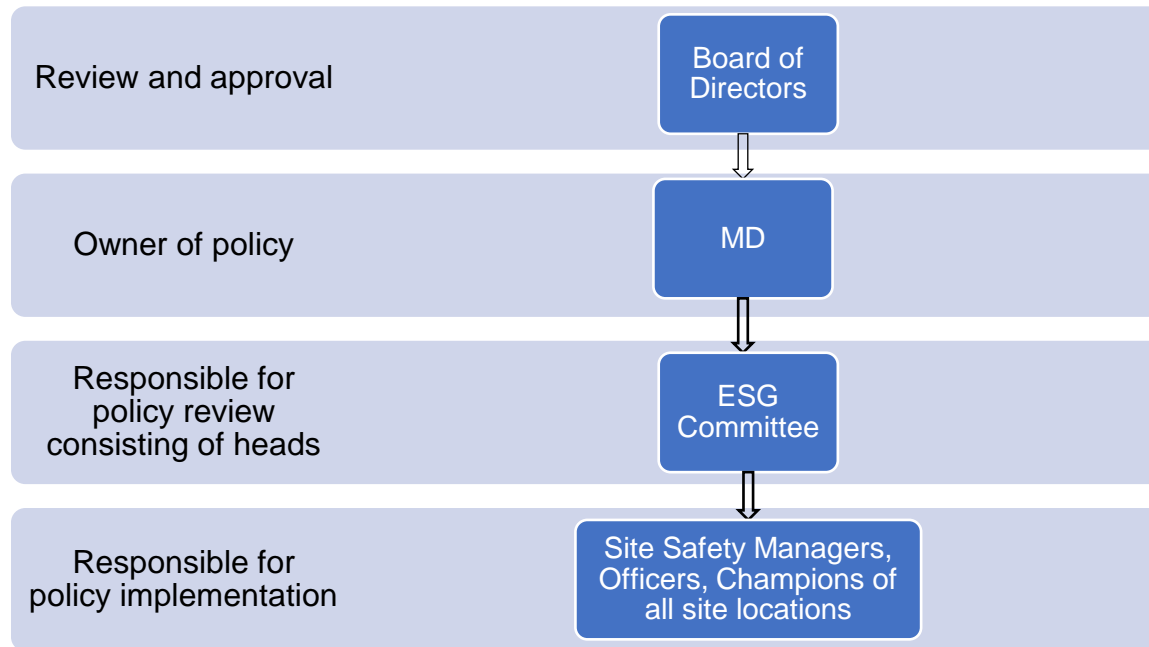 Review and approval
Board of
Directors
Owner of policy
MD
Responsible for
policy review
consisting of heads
ESG
Committee
Responsible for
policy implementation
Site Safety Managers,
Officers, Champions of
all site locations